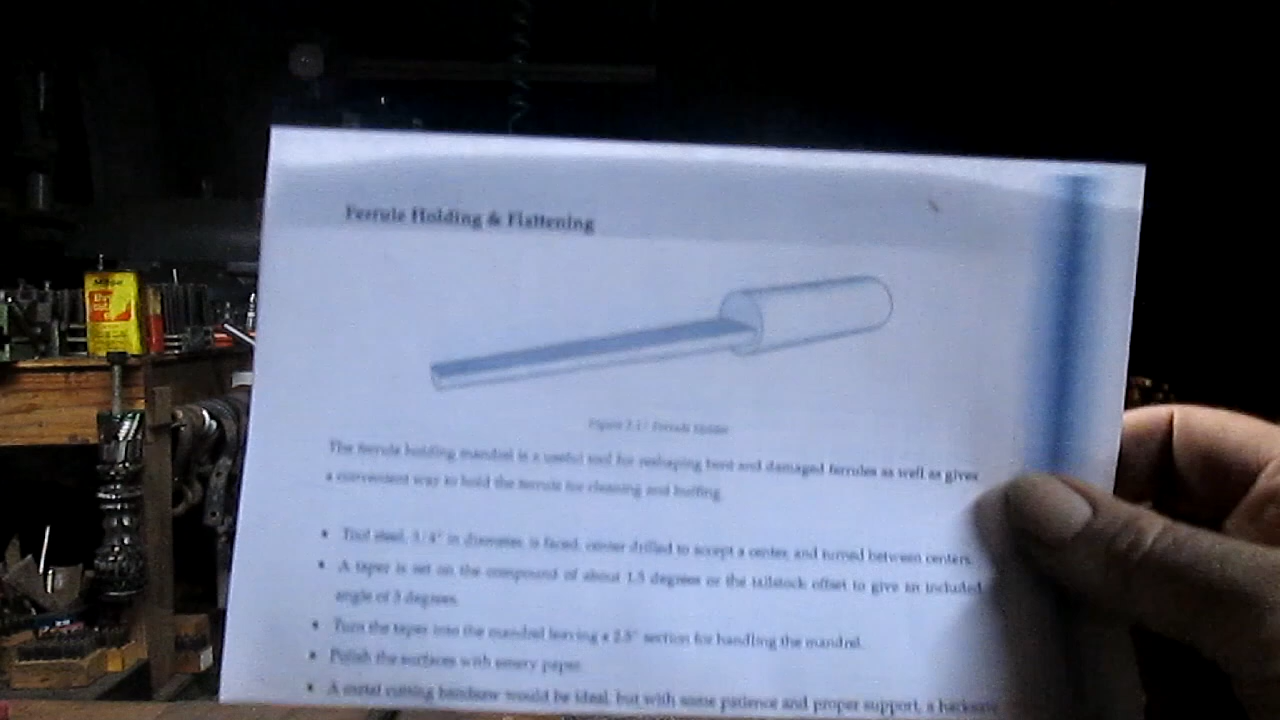 Ferrule Holding & Flattening
Figure 2.1: Ferrule Holder
The ferrule holding mandrel is a useful tool for reshaping bent and damaged ferrules as well as gives
a convenient way to hold the ferrule for cleaning and buffing.
• Tool steel, 3/4" in diameter, is faced, center drilled to accept a center, and turned between centers.
• A taper is set on the compound of about 1.5 degrees or the tailstock offset to give an included
angle of 3 degrees.
• Turn the taper into the mandrel leaving a 2.5" section for handling the mandrel.
• Polish the surfaces with emery paper.
• A metal cutting bandsaw would be ideal, but with some patience and proper support, a hacksaw